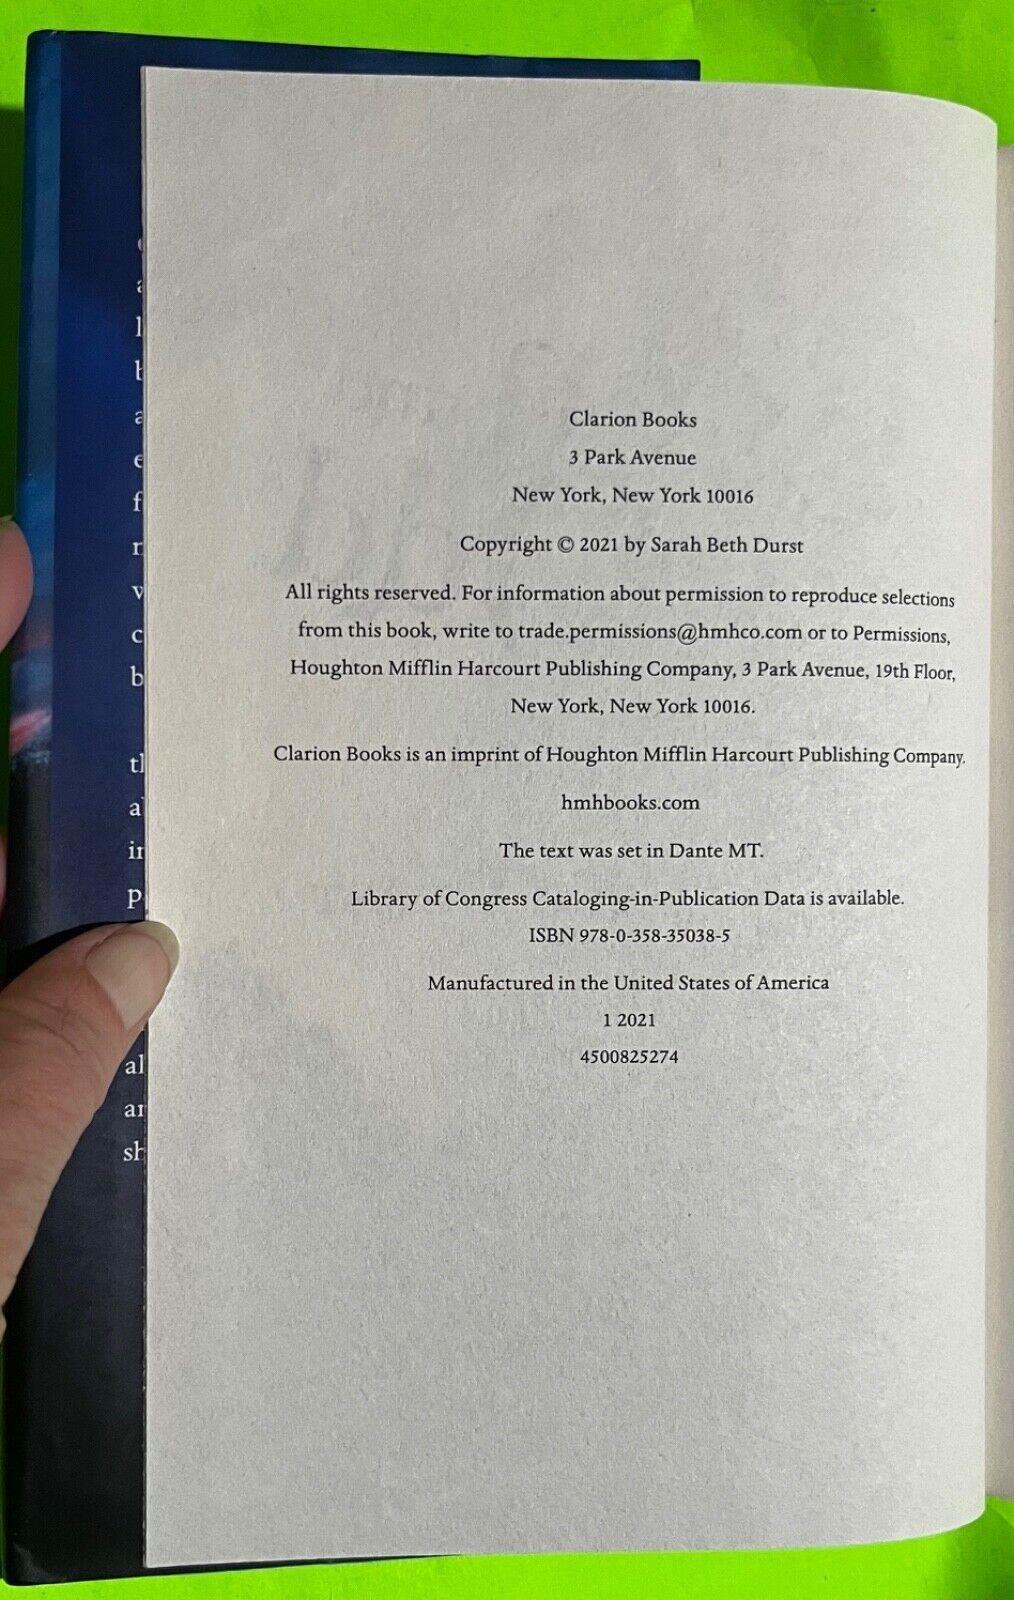 Clarion Books
3 Park Avenue
New York, New York 10016
Copyright © 2021 by Sarah Beth Durst
All rights reserved. For information about permission to reproduce selections
from this book, write to trade.permissions@hmhco.com or to Permissions,
Houghton Mifflin Harcourt Publishing Company, 3 Park Avenue, 19th Floor,
New York, New York 10016.
Clarion Books is an imprint of Houghton Mifflin Harcourt Publishing Company.
hmhbooks.com
The text was set in Dante MT.
Library of Congress Cataloging-in-Publication Data is available.
ISBN 978-0-358-35038-5
Manufactured in the United States of America
1 2021
4500825274